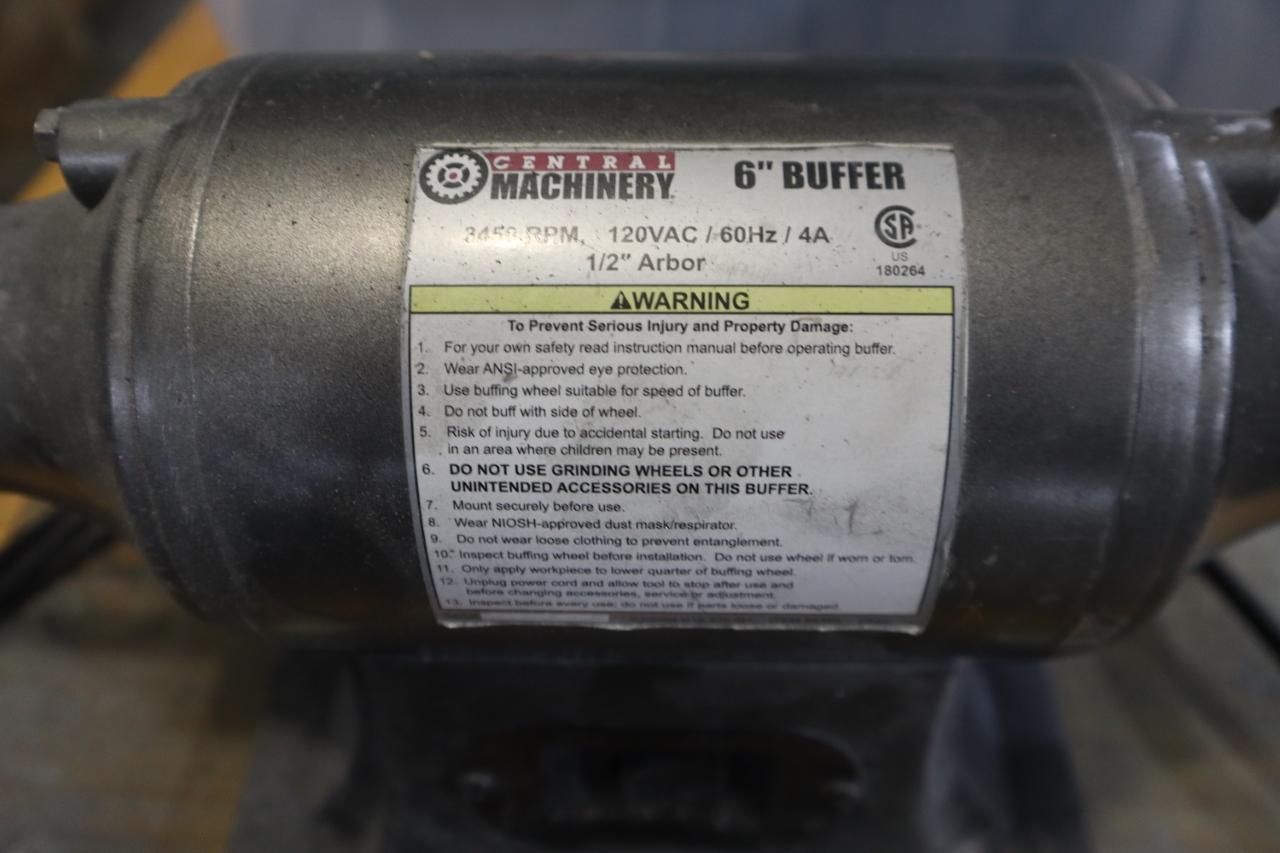 CENTRAL
MACHINERY
6" BUFFER
3450 RPM, 120VAC / 60Hz / 4A
1/2" Arbor
SA
US
180264
WARNING
To Prevent Serious Injury and Property Damage:
1. For your own safety read instruction manual before operating buffer.
2. Wear ANSI-approved eye protection.
3. Use buffing wheel suitable for speed of buffer.
4. Do not buff with side of wheel.
5. Risk of injury due to accidental starting. Do not use
in an area where children may be present.
6. DO NOT USE GRINDING WHEELS OR OTHER
UNINTENDED ACCESSORIES ON THIS BUFFER.
7. Mount securely before use.
8. Wear NIOSH-approved dust mask/respirator.
9. Do not wear loose clothing to prevent entanglement.
10. Inspect buffing wheel before installation. Do not use wheel if worn or torn.
11. Only apply workpiece to lower quarter of buffing wheel.
12. Unplug power cord and allow tool to stop after use and
before changing accessories, service or adjustment.
13. Inspect before every use; do not use if parts loose or damaged.